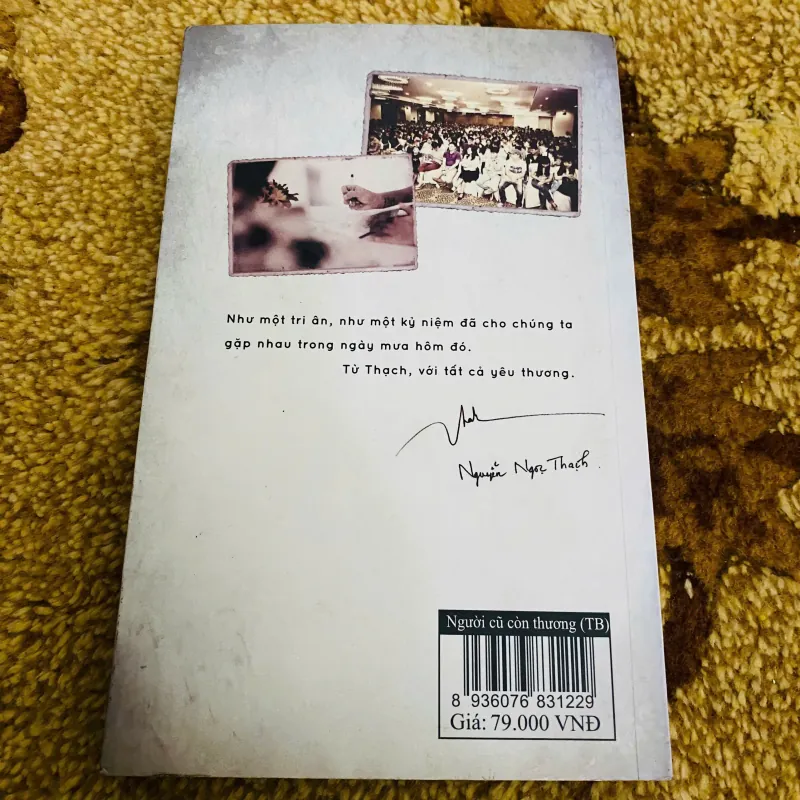 Như một tri ân, như một kỷ niệm đã cho chúng ta
gặp nhau trong ngày mưa hôm đó.
Từ Thạch, với tất cả yêu thương.
Nguyễn Ngọc Thạch.
Người cũ còn thương (TB)
8 936076 831229
Giá: 79.000 VNĐ